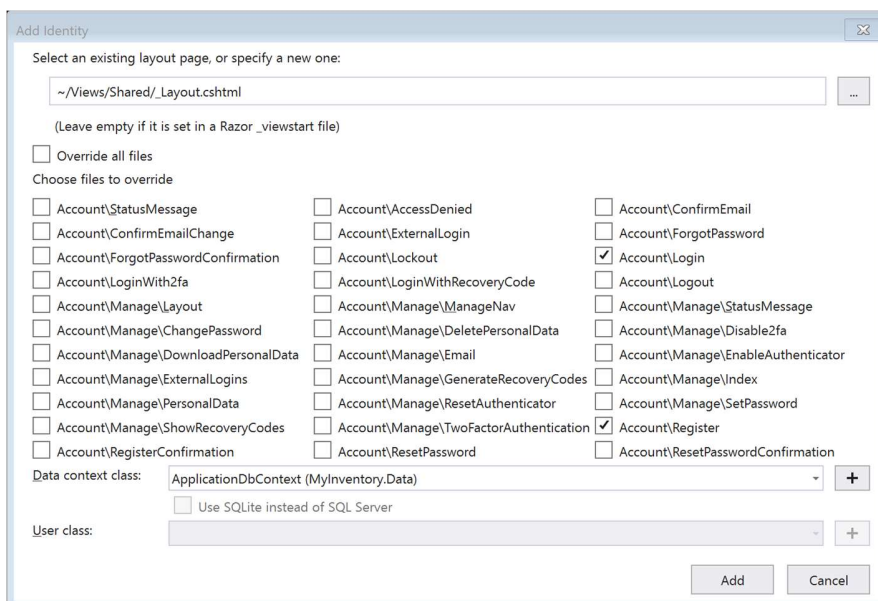 Add Identity
Select an existing layout page, or specify a new one:
~/Views/Shared/_Layout.cshtml
...
(Leave empty if it is set in a Razor _viewstart file)
Override all files
Choose files to override
Account\StatusMessage Account\AccessDenied Account\ConfirmEmail
Account\ConfirmEmailChange Account\ExternalLogin Account\ForgotPassword
Account\ForgotPasswordConfirmation Account\Lockout Account\Login
Account\LoginWith2fa Account\LoginWithRecoveryCode Account\Logout
Account\Manage\Layout Account\Manage\ManageNav Account\Manage\StatusMessage
Account\Manage\ChangePassword Account\Manage\DeletePersonalData Account\Manage\Disable2fa
Account\Manage\DownloadPersonalData Account\Manage\Email Account\Manage\EnableAuthenticator
Account\Manage\ExternalLogins Account\Manage\GenerateRecoveryCodes Account\Manage\Index
Account\Manage\PersonalData Account\Manage\ResetAuthenticator Account\Manage\SetPassword
Account\Manage\ShowRecoveryCodes Account\Manage\TwoFactorAuthentication Account\Register
Account\RegisterConfirmation Account\ResetPassword Account\ResetPasswordConfirmation
Data context class: ApplicationDbContext (MyInventory.Data) +
Use SQLite instead of SQL Server
User class: +
Add Cancel